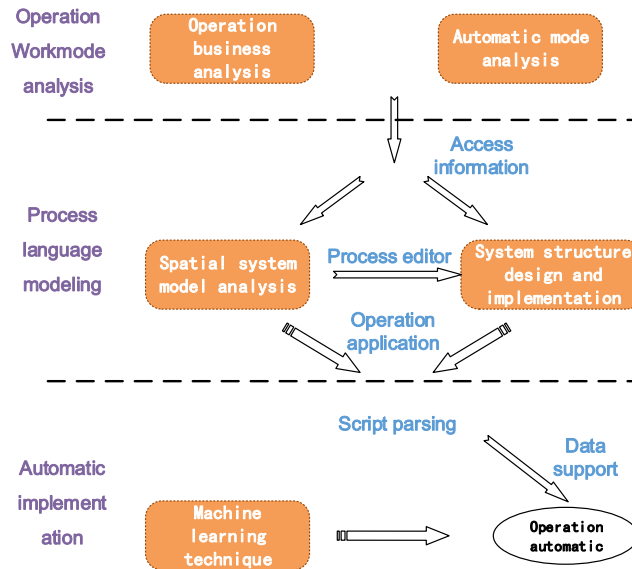 Operation
Workmode
analysis
Operation
business
analysis
Automatic mode
analysis
Access
information
Process
language
modeling
Spatial system
model analysis
Process editor
System structure
design and
implementation
Operation
application
Script parsing
Data
support
Automatic
implement
ation
Machine
learning
technique
Operation
automatic